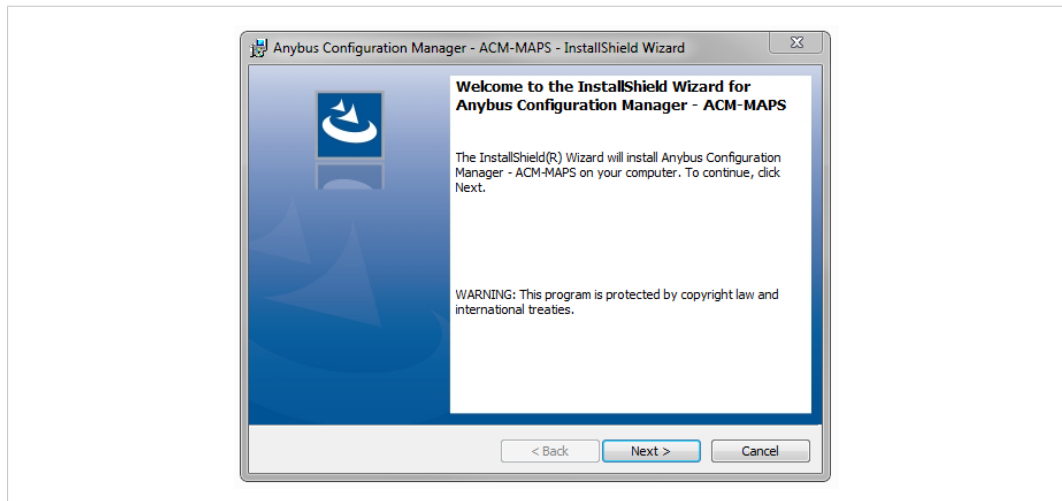 Anybus Configuration Manager - ACM-MAPS - InstallShield Wizard
Welcome to the InstallShield Wizard for
Anybus Configuration Manager - ACM-MAPS
The InstallShield(R) Wizard will install Anybus Configuration
Manager - ACM-MAPS on your computer. To continue, click
Next.
WARNING: This program is protected by copyright law and
international treaties.
< Back
Next >
Cancel